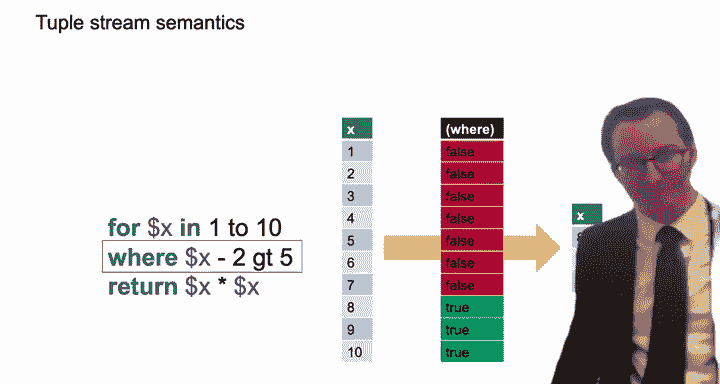 Tuple stream semantics
x
(where)
1
false
2
false
3
false
4
false
5
false
6
false
7
false
8
true
9
true
10
true
for $x in 1 to 10
where $x - 2 gt 5
return $x * $x
x
8